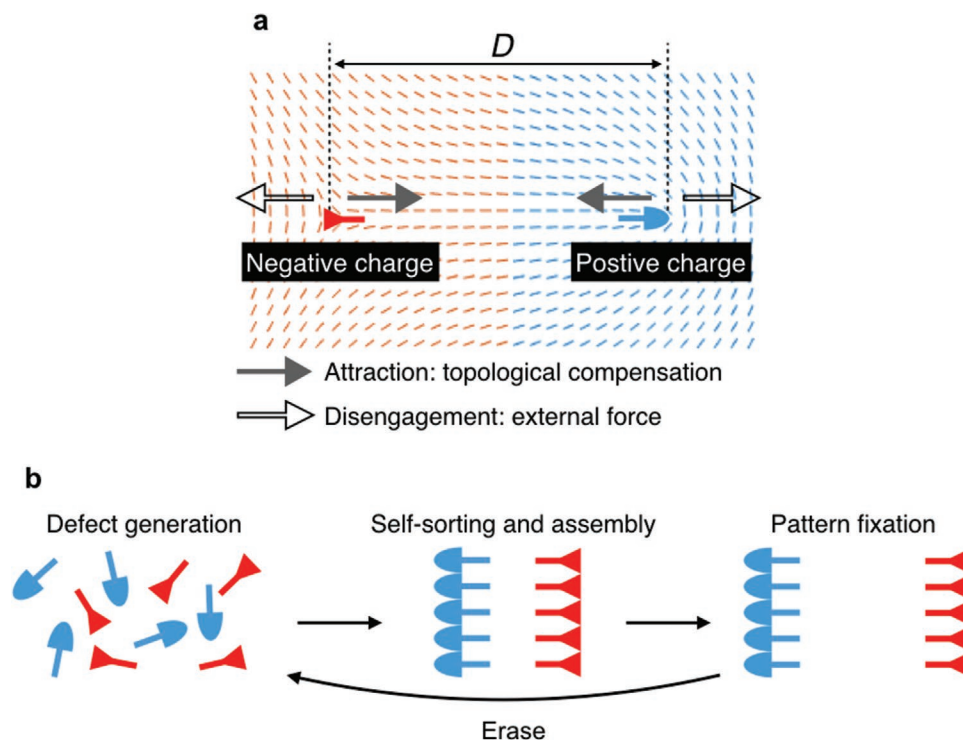 a
D
Negative charge
Postive charge
Attraction: topological compensation
Disengagement: external force
b
Defect generation
Self-sorting and assembly
Pattern fixation
Erase